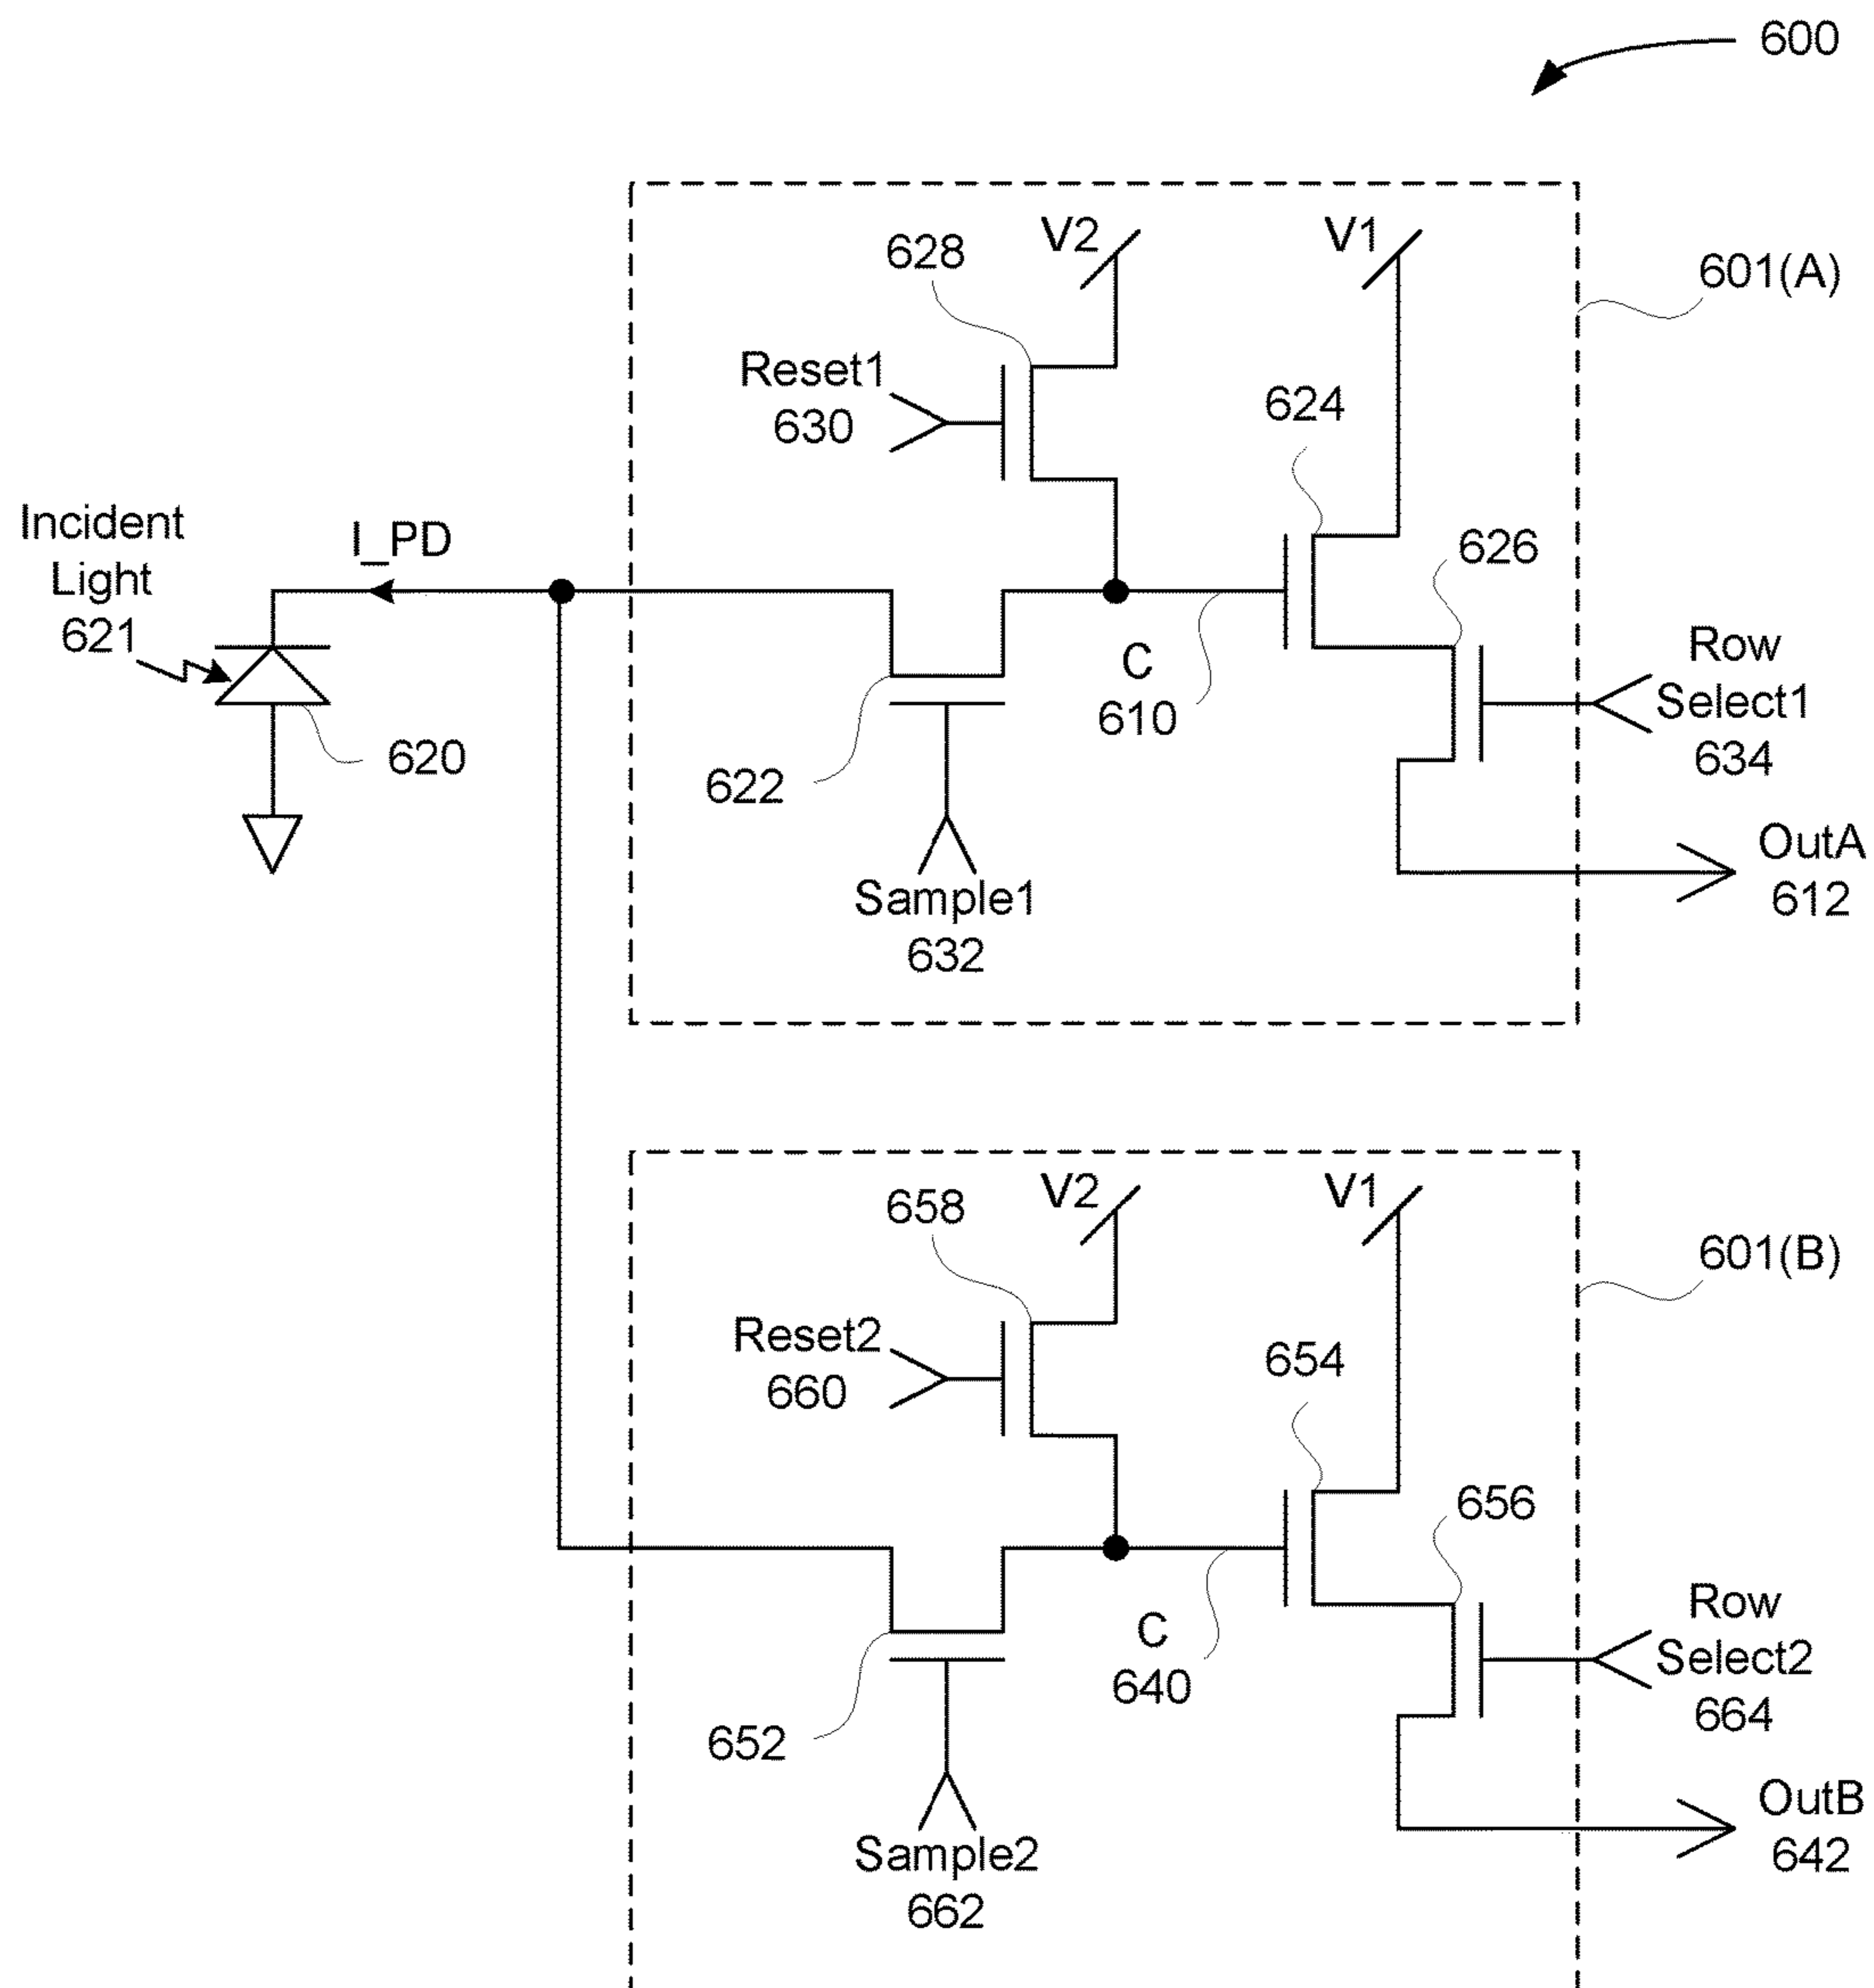 600
V2
V1
628
601(A)
Reset1
630
624
Incident
Light
621
I_PD
626
620
C
610
Row
Select1
634
622
Sample1
632
OutA
612
V2
V1
658
601(B)
Reset2
660
654
656
C
640
Row
Select2
664
652
Sample2
662
OutB
642